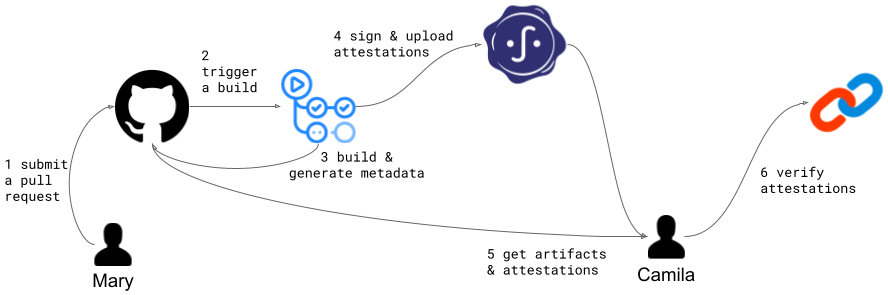 1 submit
a pull
request
Mary
2
trigger
a build
3 build &
generate metadata
4 sign & upload
attestations
5 get artifacts
& attestations
Camila
6 verify
attestations